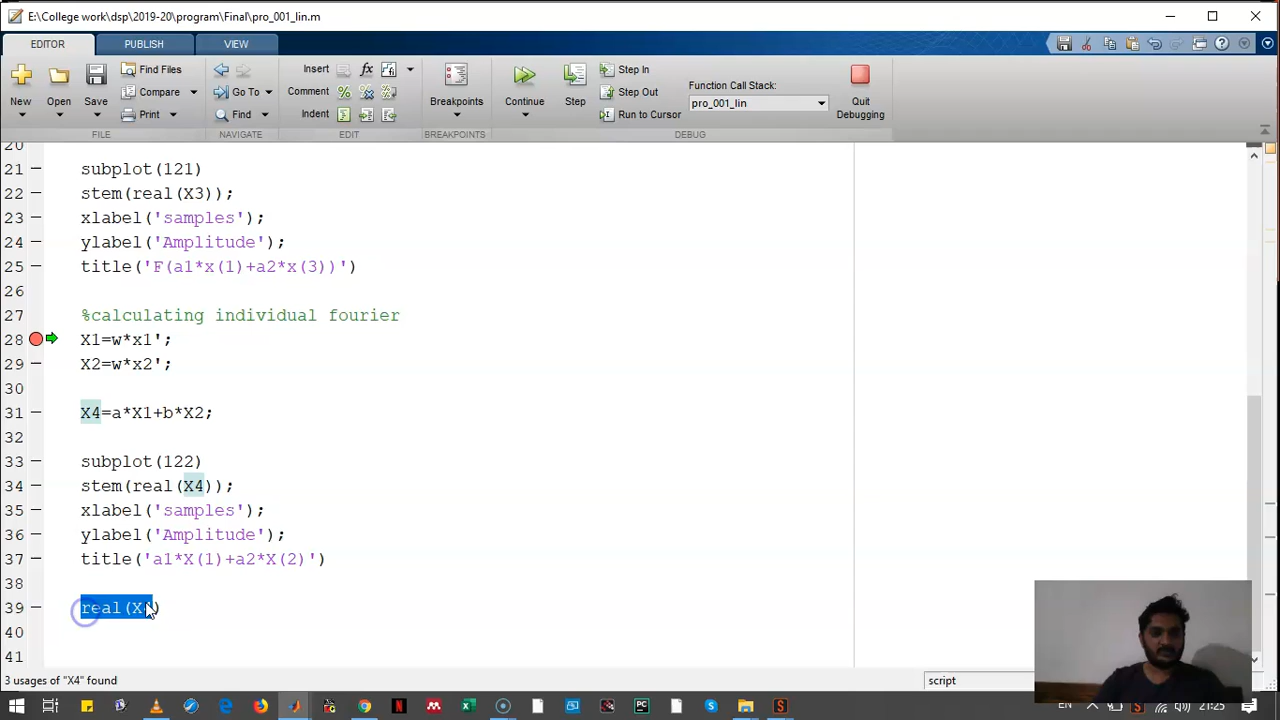 E:\College work\dsp\2019-20\program\Final\pro_001_lin.m
EDITOR PUBLISH VIEW
Find Files Insert fx Step In Function Call Stack:
New Open Save Compare Go To Comment Breakpoints Continue Step Step Out pro_001_lin Quit Debugging
Print Find Indent Run to Cursor
FILE NAVIGATE EDIT BREAKPOINTS DEBUG
20
21 subplot(121)
22 stem(real(X3));
23 xlabel('samples');
24 ylabel('Amplitude');
25 title('F(a1*x(1)+a2*x(3))')
26
27 %calculating individual fourier
28 X1=w*x1';
29 X2=w*x2';
30
31 X4=a*X1+b*X2;
32
33 subplot(122)
34 stem(real(X4));
35 xlabel('samples');
36 ylabel('Amplitude');
37 title('a1*X(1)+a2*X(2)')
38
39 real(X4)
40
41
3 usages of "X4" found script
EN 21:25